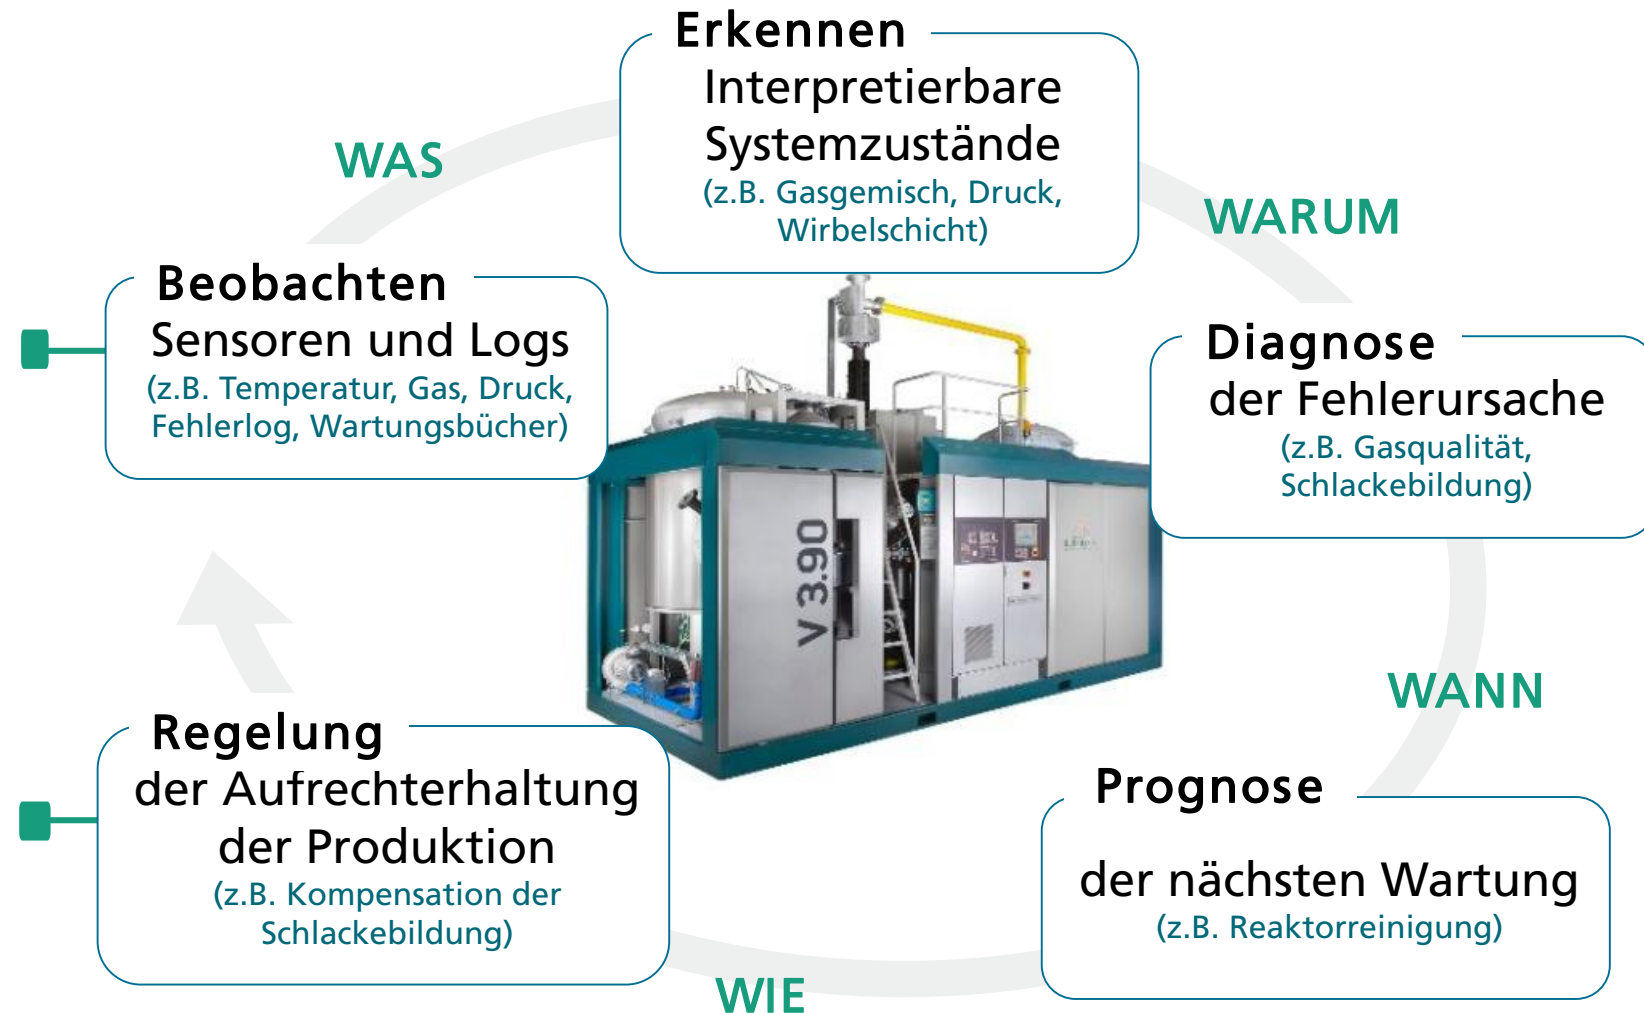 Erkennen
Interpretierbare
Systemzustände
(z.B. Gasgemisch, Druck,
Wirbelschicht)
WAS
WARUM
Beobachten
Sensoren und Logs
(z.B. Temperatur, Gas, Druck,
Fehlerlog, Wartungsbücher)
Diagnose
der Fehlerursache
(z.B. Gasqualität,
Schlackebildung)
V 3.90
WANN
Regelung
der Aufrechterhaltung
der Produktion
(z.B. Kompensation der
Schlackebildung)
Prognose
der nächsten Wartung
(z.B. Reaktorreinigung)
WIE